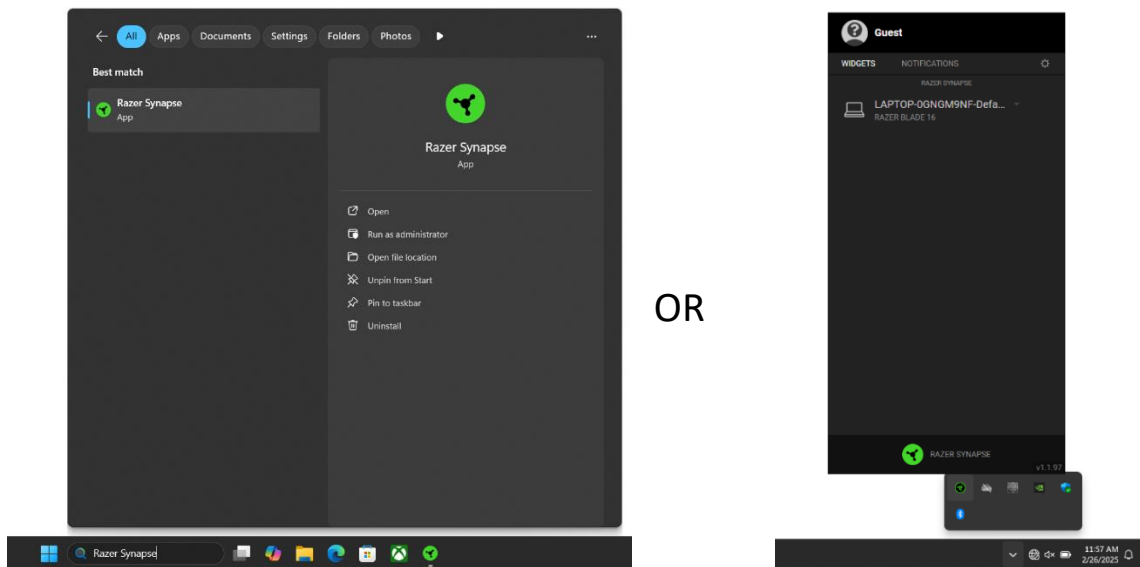 All Apps Documents Settings Folders Photos ...
Best match
Razer Synapse
App
Razer Synapse
App
Open
Run as administrator
Open file location
Unpin from Start
Pin to taskbar
Uninstall
Razer Synapse
OR
Guest
WIDGETS NOTIFICATIONS
RAZER SYNAPSE
LAPTOP-0GNGM9NF-Defa...
RAZER BLADE 16
RAZER SYNAPSE
v1.1.97
11:57 AM
2/26/2025